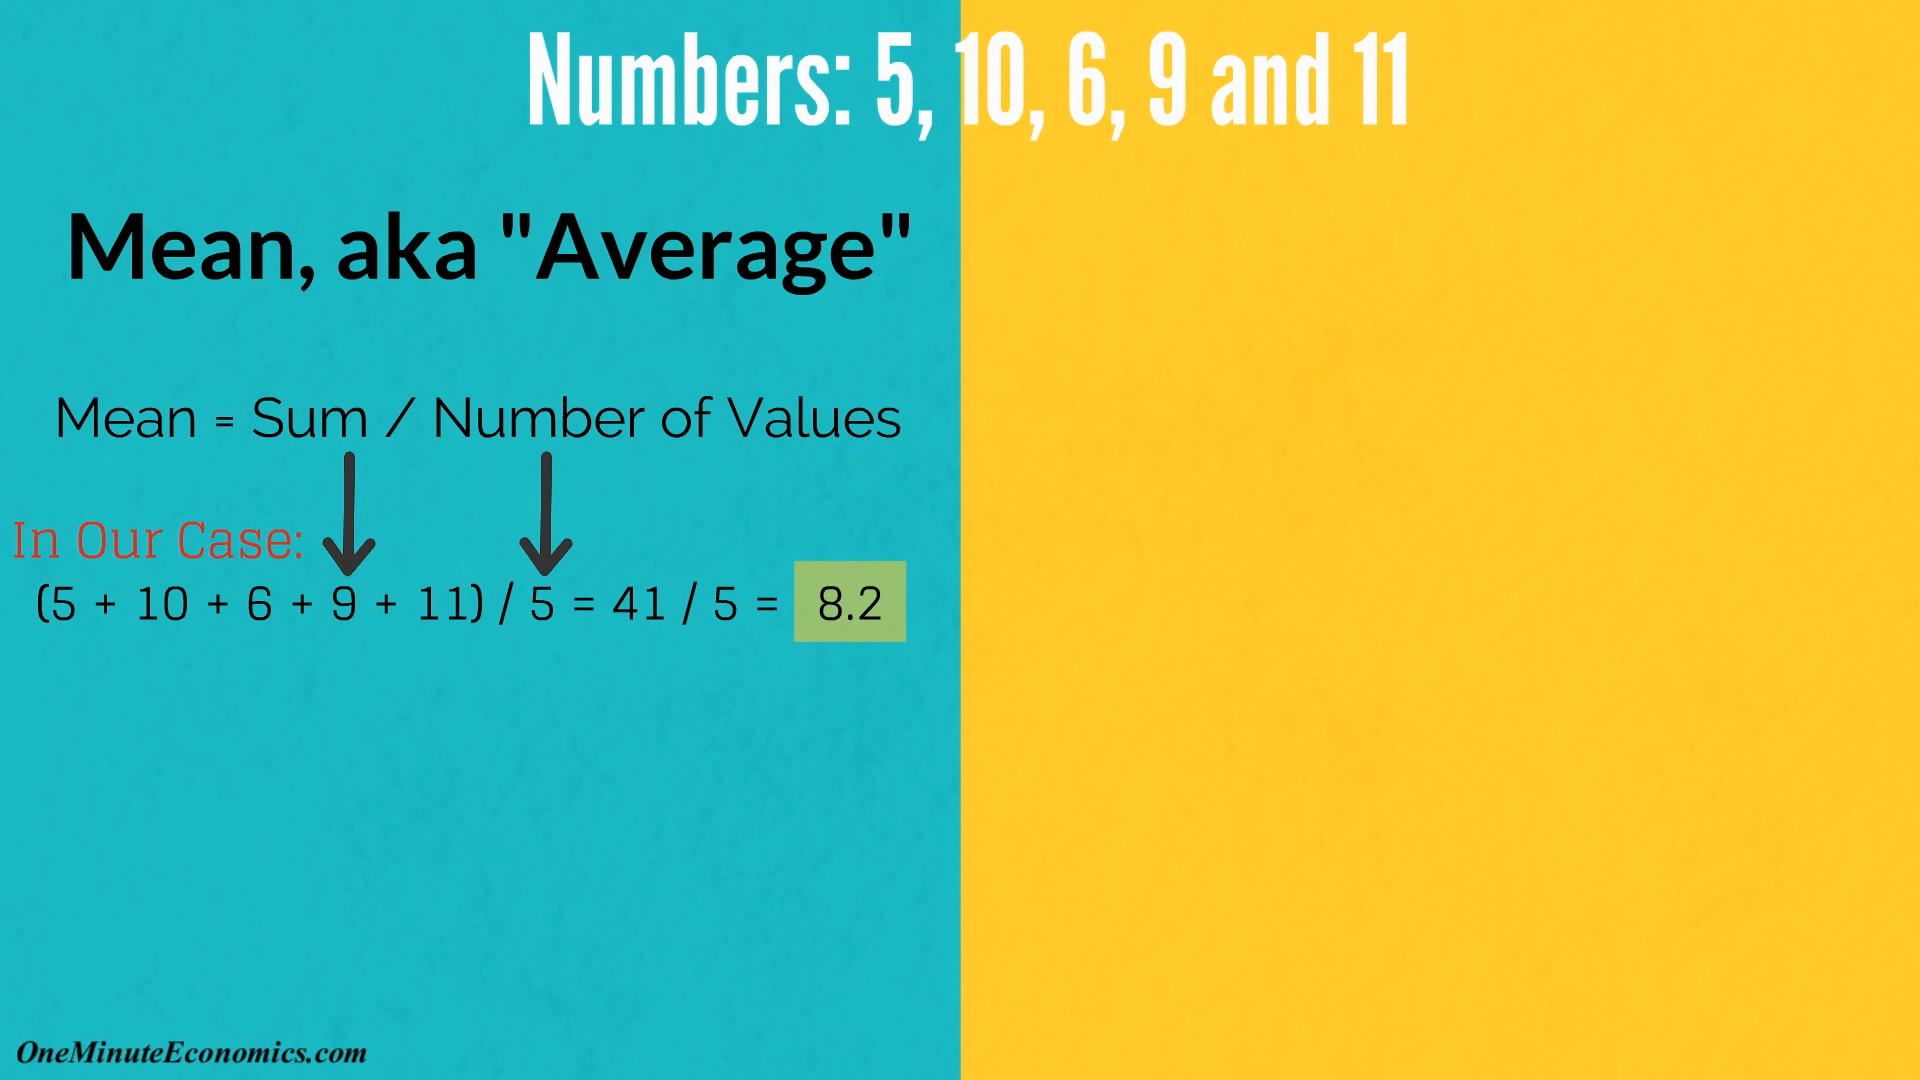 Numbers: 5, 10, 6, 9 and 11
Mean, aka "Average"
Mean = Sum / Number of Values
In Our Case:
(5 + 10 + 6 + 9 + 11) / 5 = 41 / 5 = 8.2
OneMinuteEconomics.com